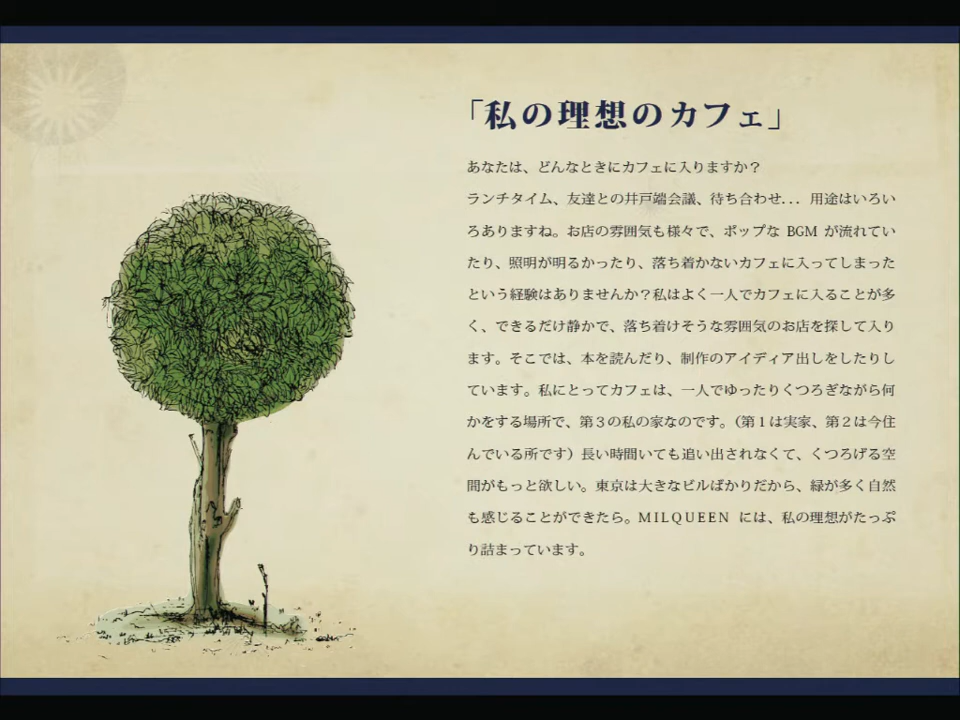 「私の理想のカフェ」
あなたは、どんなときにカフェに入りますか？
ランチタイム、友達との井戸端会議、待ち合わせ... 用途はいろい
ろありますね。お店の雰囲気も様々で、ポップな BGM が流れてい
たり、照明が明るかったり、落ち着かないカフェに入ってしまった
という経験はありませんか？私はよく一人でカフェに入ることが多
く、できるだけ静かで、落ち着けそうな雰囲気のお店を探して入り
ます。そこでは、本を読んだり、制作のアイディア出しをしたりし
ています。私にとってカフェは、一人でゆったりくつろぎながら何
かをする場所で、第３の私の家なのです。（第１は実家、第２は今住
んでいる所です）長い時間いても追い出されなくて、くつろげる空
間がもっと欲しい。東京は大きなビルばかりだから、緑が多く自然
も感じることができたら。MILQUEEN には、私の理想がたっぷ
り詰まっています。